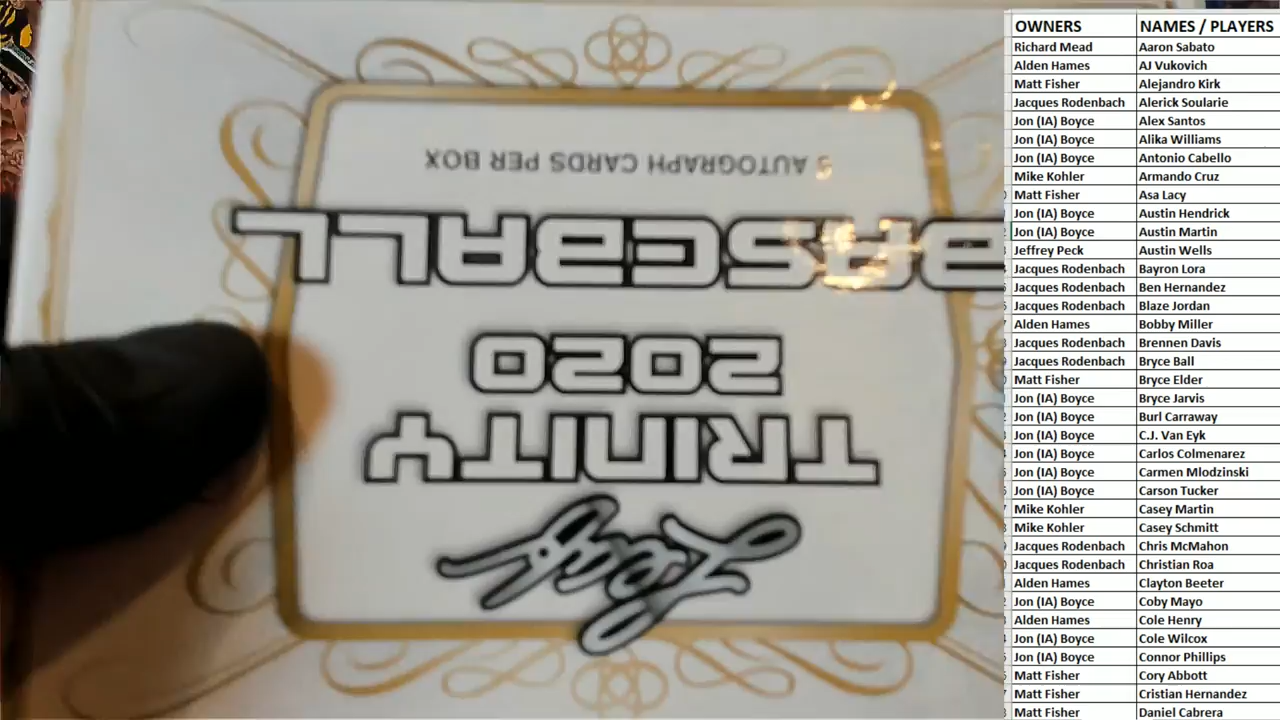 Leaf
TRINITY
2020
BASEBALL
5 AUTOGRAPH CARDS PER BOX
OWNERS NAMES / PLAYERS
Richard Mead Aaron Sabato
Alden Hames AJ Vukovich
Matt Fisher Alejandro Kirk
Jacques Rodenbach Alerick Soularie
Jon (IA) Boyce Alex Santos
Jon (IA) Boyce Alika Williams
Jon (IA) Boyce Antonio Cabello
Mike Kohler Armando Cruz
Matt Fisher Asa Lacy
Jon (IA) Boyce Austin Hendrick
Jon (IA) Boyce Austin Martin
Jeffrey Peck Austin Wells
Jacques Rodenbach Bayron Lora
Jacques Rodenbach Ben Hernandez
Jacques Rodenbach Blaze Jordan
Alden Hames Bobby Miller
Jacques Rodenbach Brennen Davis
Jacques Rodenbach Bryce Ball
Matt Fisher Bryce Elder
Jon (IA) Boyce Bryce Jarvis
Jon (IA) Boyce Burl Carraway
Jon (IA) Boyce C.J. Van Eyk
Jon (IA) Boyce Carlos Colmenarez
Jon (IA) Boyce Carmen Mlodzinski
Jon (IA) Boyce Carson Tucker
Mike Kohler Casey Martin
Mike Kohler Casey Schmitt
Jacques Rodenbach Chris McMahon
Jacques Rodenbach Christian Roa
Alden Hames Clayton Beeter
Jon (IA) Boyce Coby Mayo
Alden Hames Cole Henry
Jon (IA) Boyce Cole Wilcox
Jon (IA) Boyce Connor Phillips
Matt Fisher Cory Abbott
Matt Fisher Cristian Hernandez
Matt Fisher Daniel Cabrera